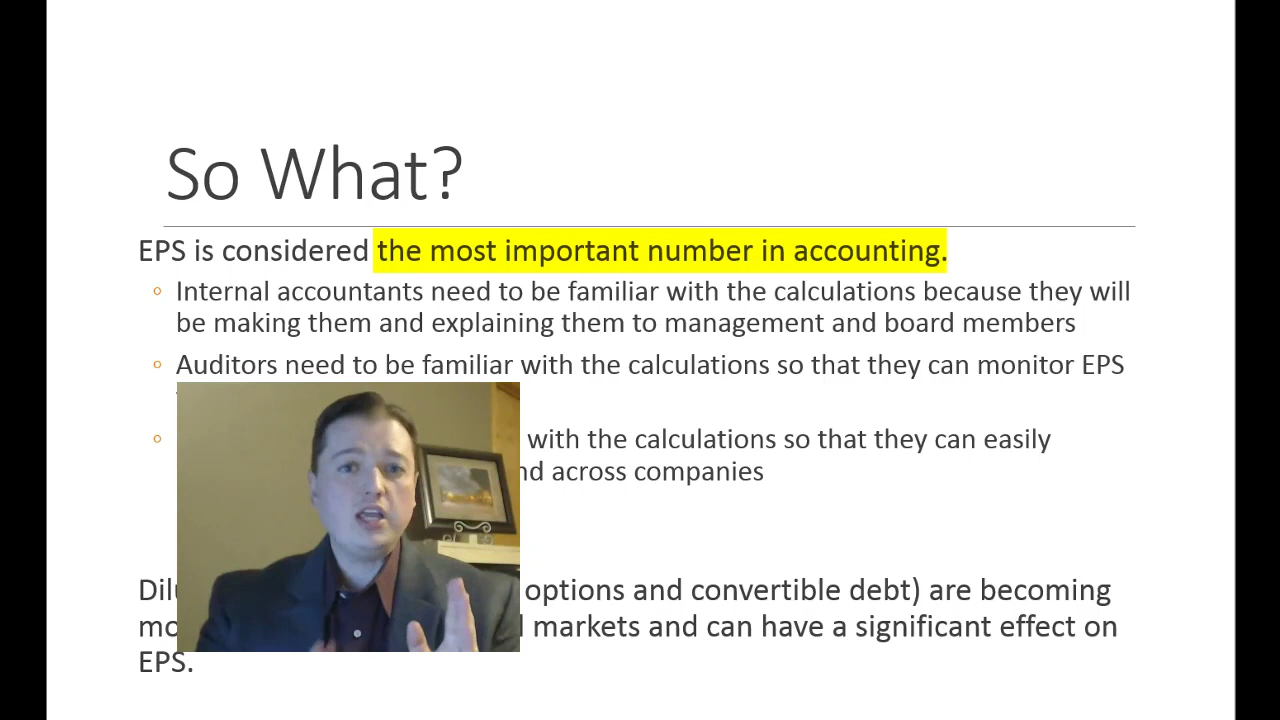 So What?
EPS is considered the most important number in accounting.
Internal accountants need to be familiar with the calculations because they will
be making them and explaining them to management and board members
Auditors need to be familiar with the calculations so that they can monitor EPS
with the calculations so that they can easily
across companies
options and convertible debt) are becoming
markets and can have a significant effect on
EPS.